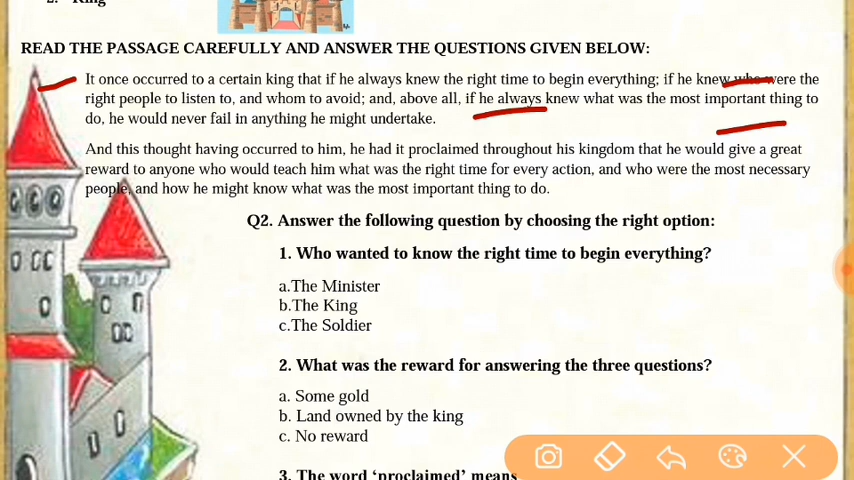 King
READ THE PASSAGE CAREFULLY AND ANSWER THE QUESTIONS GIVEN BELOW:
It once occurred to a certain king that if he always knew the right time to begin everything; if he knew who were the
right people to listen to, and whom to avoid; and, above all, if he always knew what was the most important thing to
do, he would never fail in anything he might undertake.
And this thought having occurred to him, he had it proclaimed throughout his kingdom that he would give a great
reward to anyone who would teach him what was the right time for every action, and who were the most necessary
people, and how he might know what was the most important thing to do.
Q2. Answer the following question by choosing the right option:
1. Who wanted to know the right time to begin everything?
a.The Minister
b.The King
c.The Soldier
2. What was the reward for answering the three questions?
a. Some gold
b. Land owned by the king
c. No reward
3. The word ‘proclaimed’ means